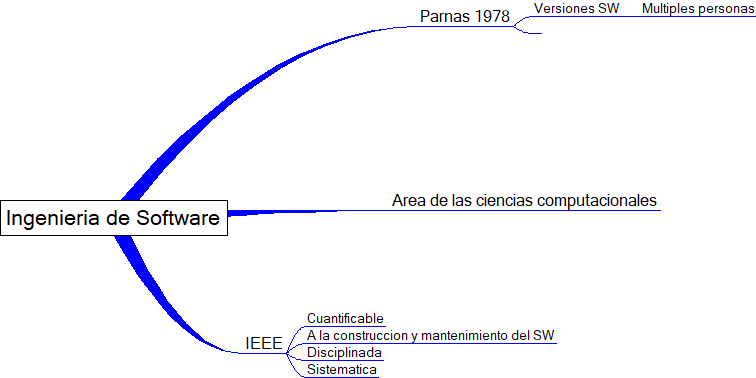 Parnas 1978
Versiones SW
Multiples personas
Area de las ciencias computacionales
Ingenieria de Software
IEEE
Cuantificable
A la construccion y mantenimiento del SW
Disciplinada
Sistematica